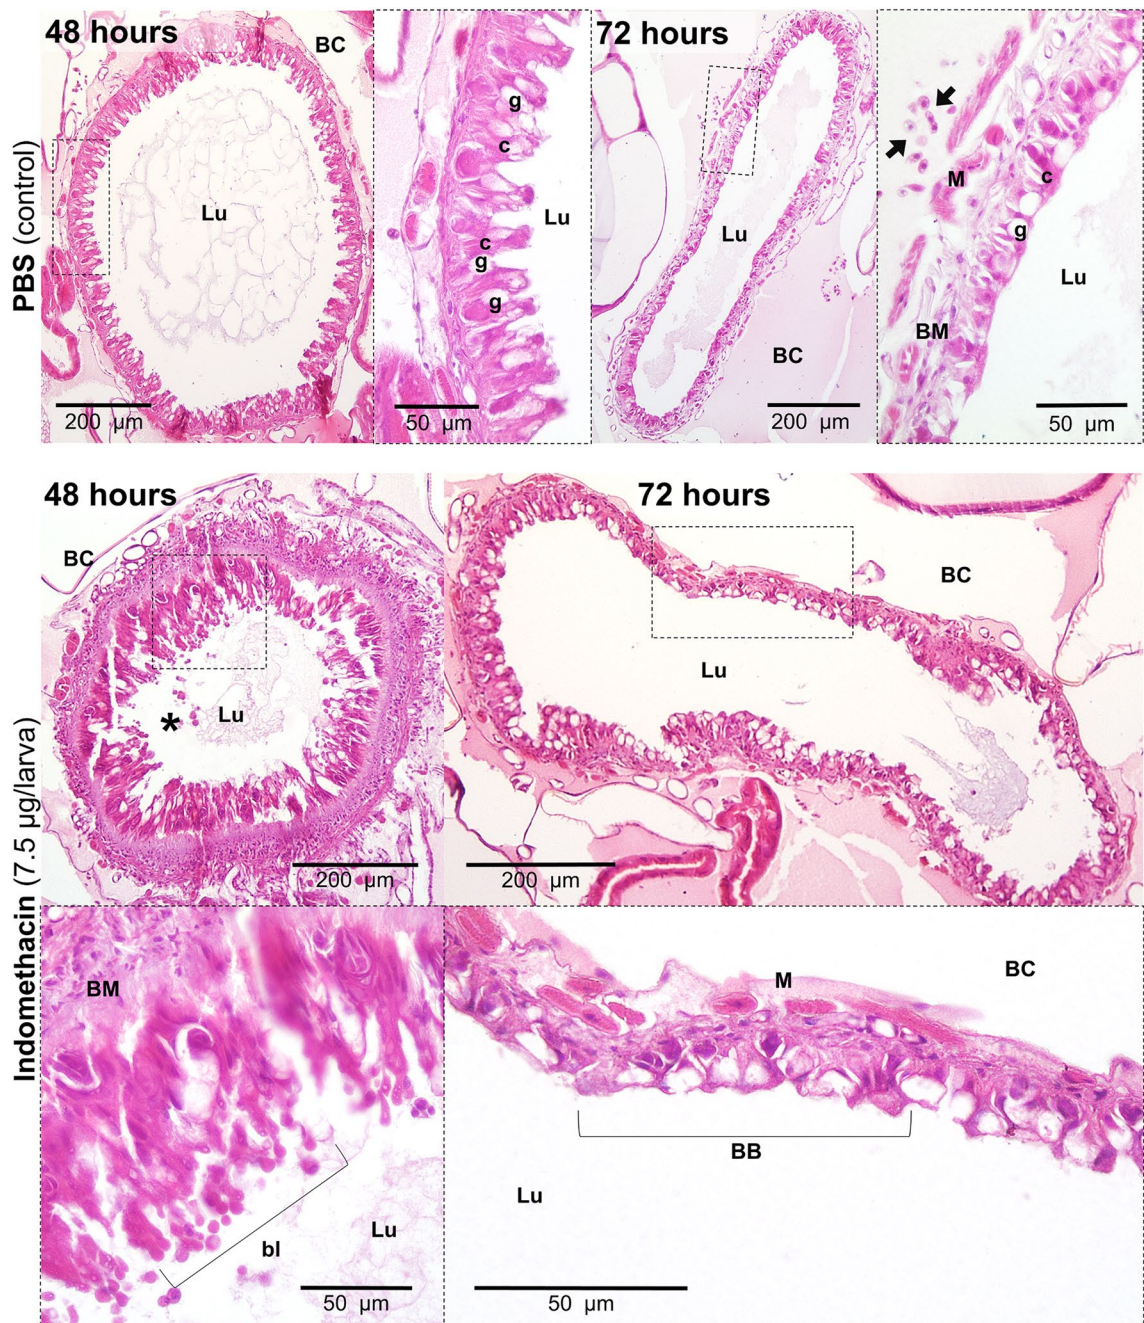 48 hours
BC
Lu
200 μm
g
c
Lu
c
g
g
50 μm
72 hours
Lu
BC
200 μm
M
c
g
Lu
BM
50 μm
PBS (control)
48 hours
BC
Lu
*
200 μm
72 hours
BC
Lu
200 μm
Indomethacin (7.5 μg/larva)
BM
Lu
bl
50 μm
M
BC
BB
Lu
50 μm